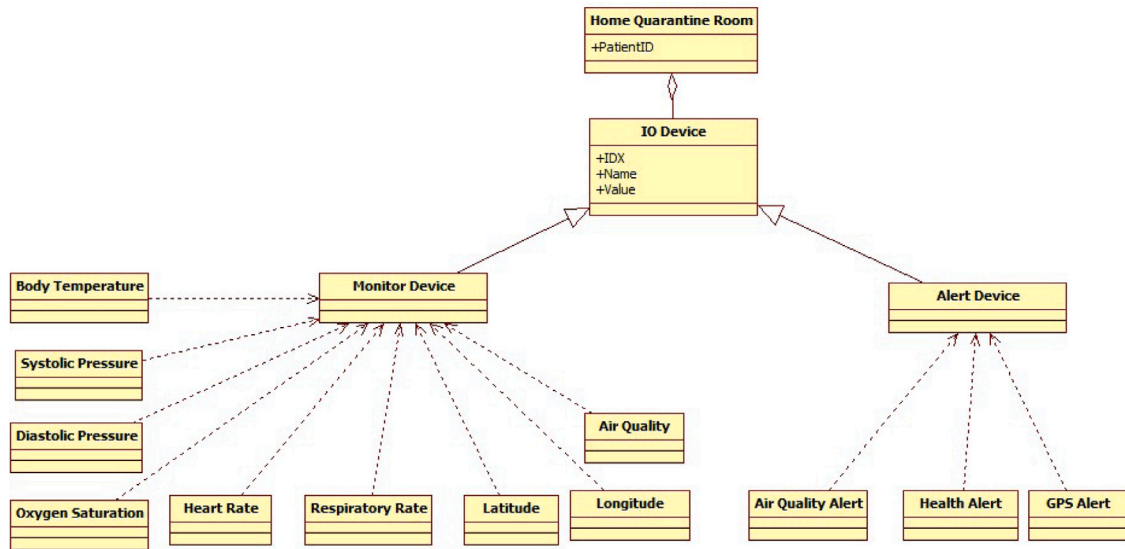 Home Quarantine Room
+PatientID
IO Device
+IDX
+Name
+Value
Body Temperature
Monitor Device
Alert Device
Systolic Pressure
Diastolic Pressure
Air Quality
Oxygen Saturation
Heart Rate
Respiratory Rate
Latitude
Longitude
Air Quality Alert
Health Alert
GPS Alert